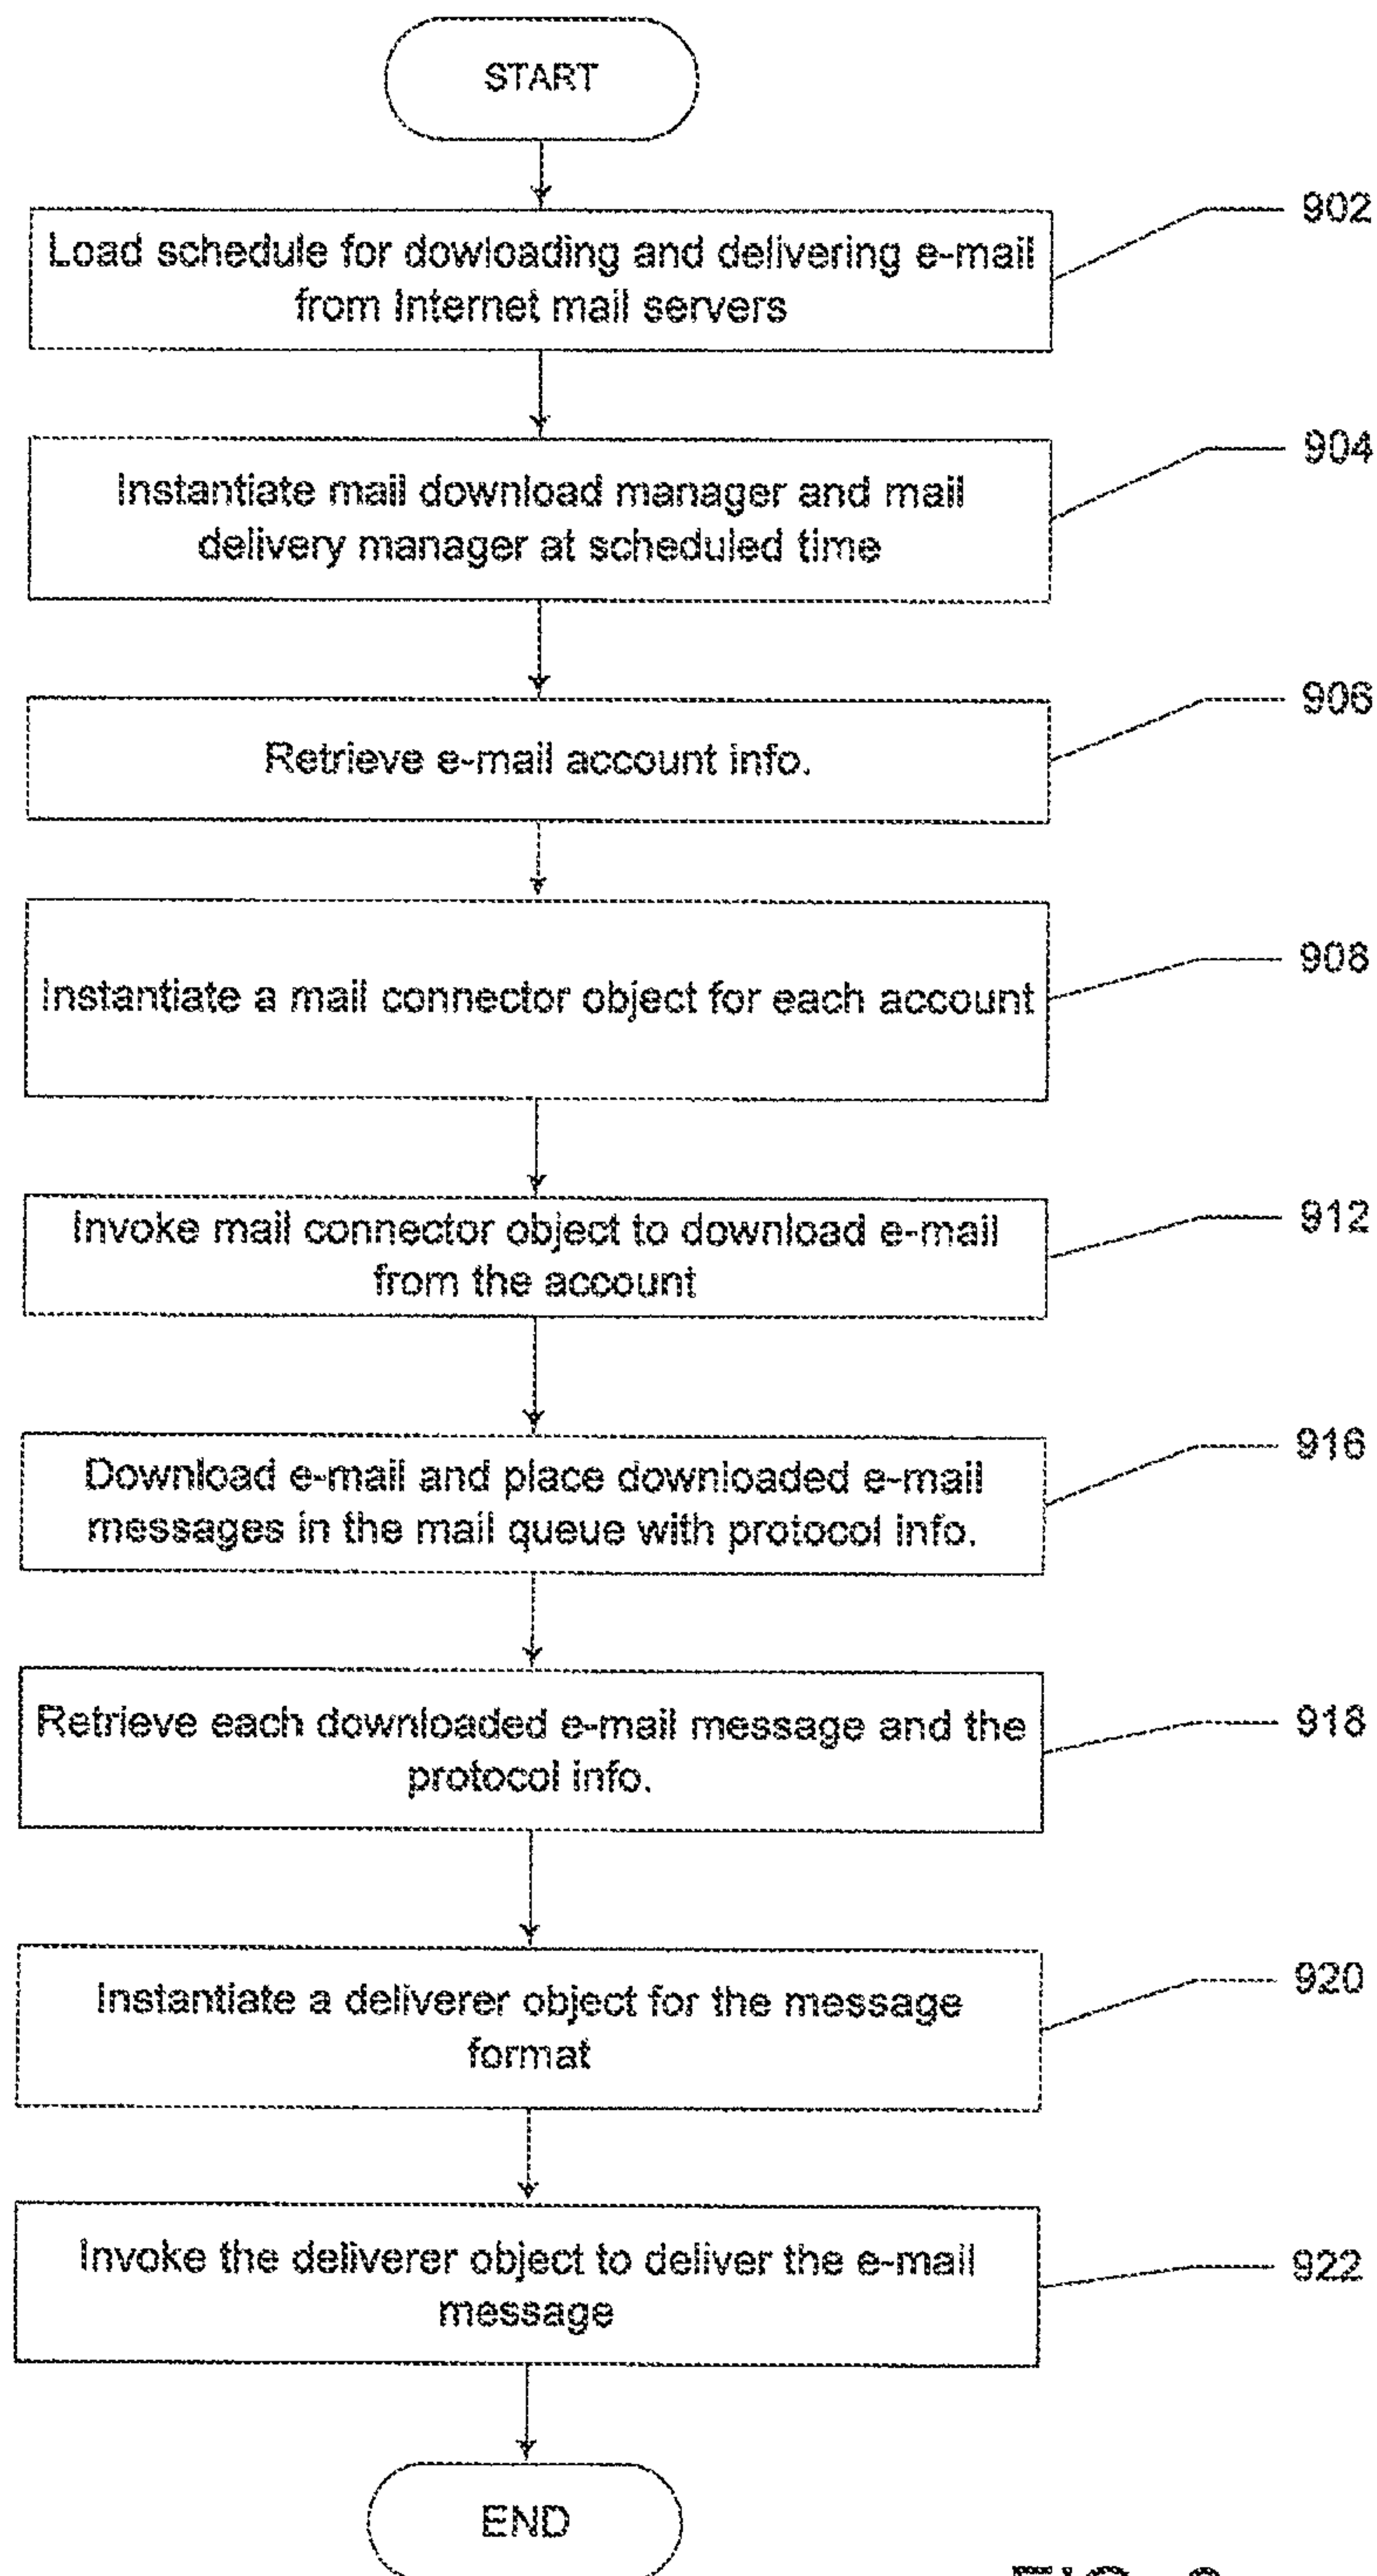 START
902
Load schedule for dowloading and delivering e-mail
from Internet mail servers
904
Instantiate mail download manager and mail
delivery manager at scheduled time
906
Retrieve e-mail account info.
908
Instantiate a mail connector object for each account
912
Invoke mail connector object to download e-mail
from the account
916
Download e-mail and place downloaded e-mail
messages in the mail queue with protocol info.
918
Retrieve each downloaded e-mail message and the
protocol info.
920
Instantiate a deliverer object for the message
format
922
Invoke the deliverer object to deliver the e-mail
message
END